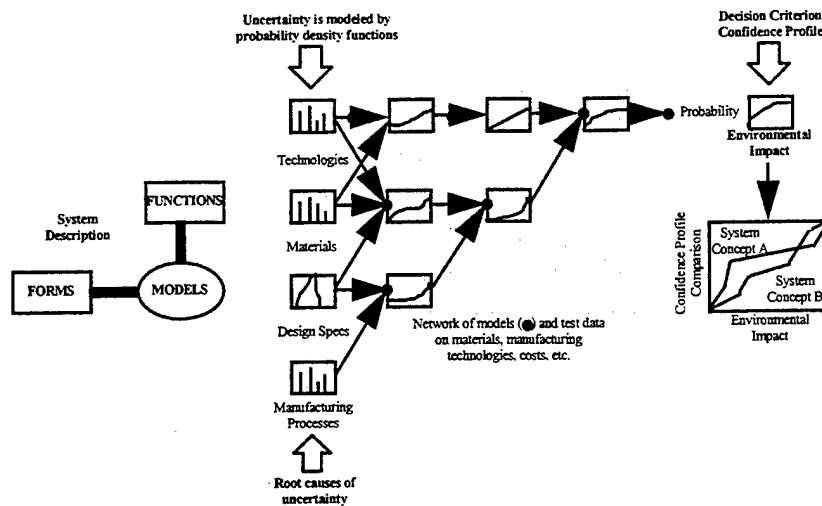 Uncertainty is modeled by
probability density functions
Decision Criterion
Confidence Profile
Technologies
Probability
Environmental
Impact
System
Description
FUNCTIONS
FORMS
MODELS
Materials
Design Specs
Manufacturing
Processes
Network of models (●) and test data
on materials, manufacturing
technologies, costs, etc.
Confidence Profile
Comparison
System
Concept A
System
Concept B
Environmental
Impact
Root causes of
uncertainty